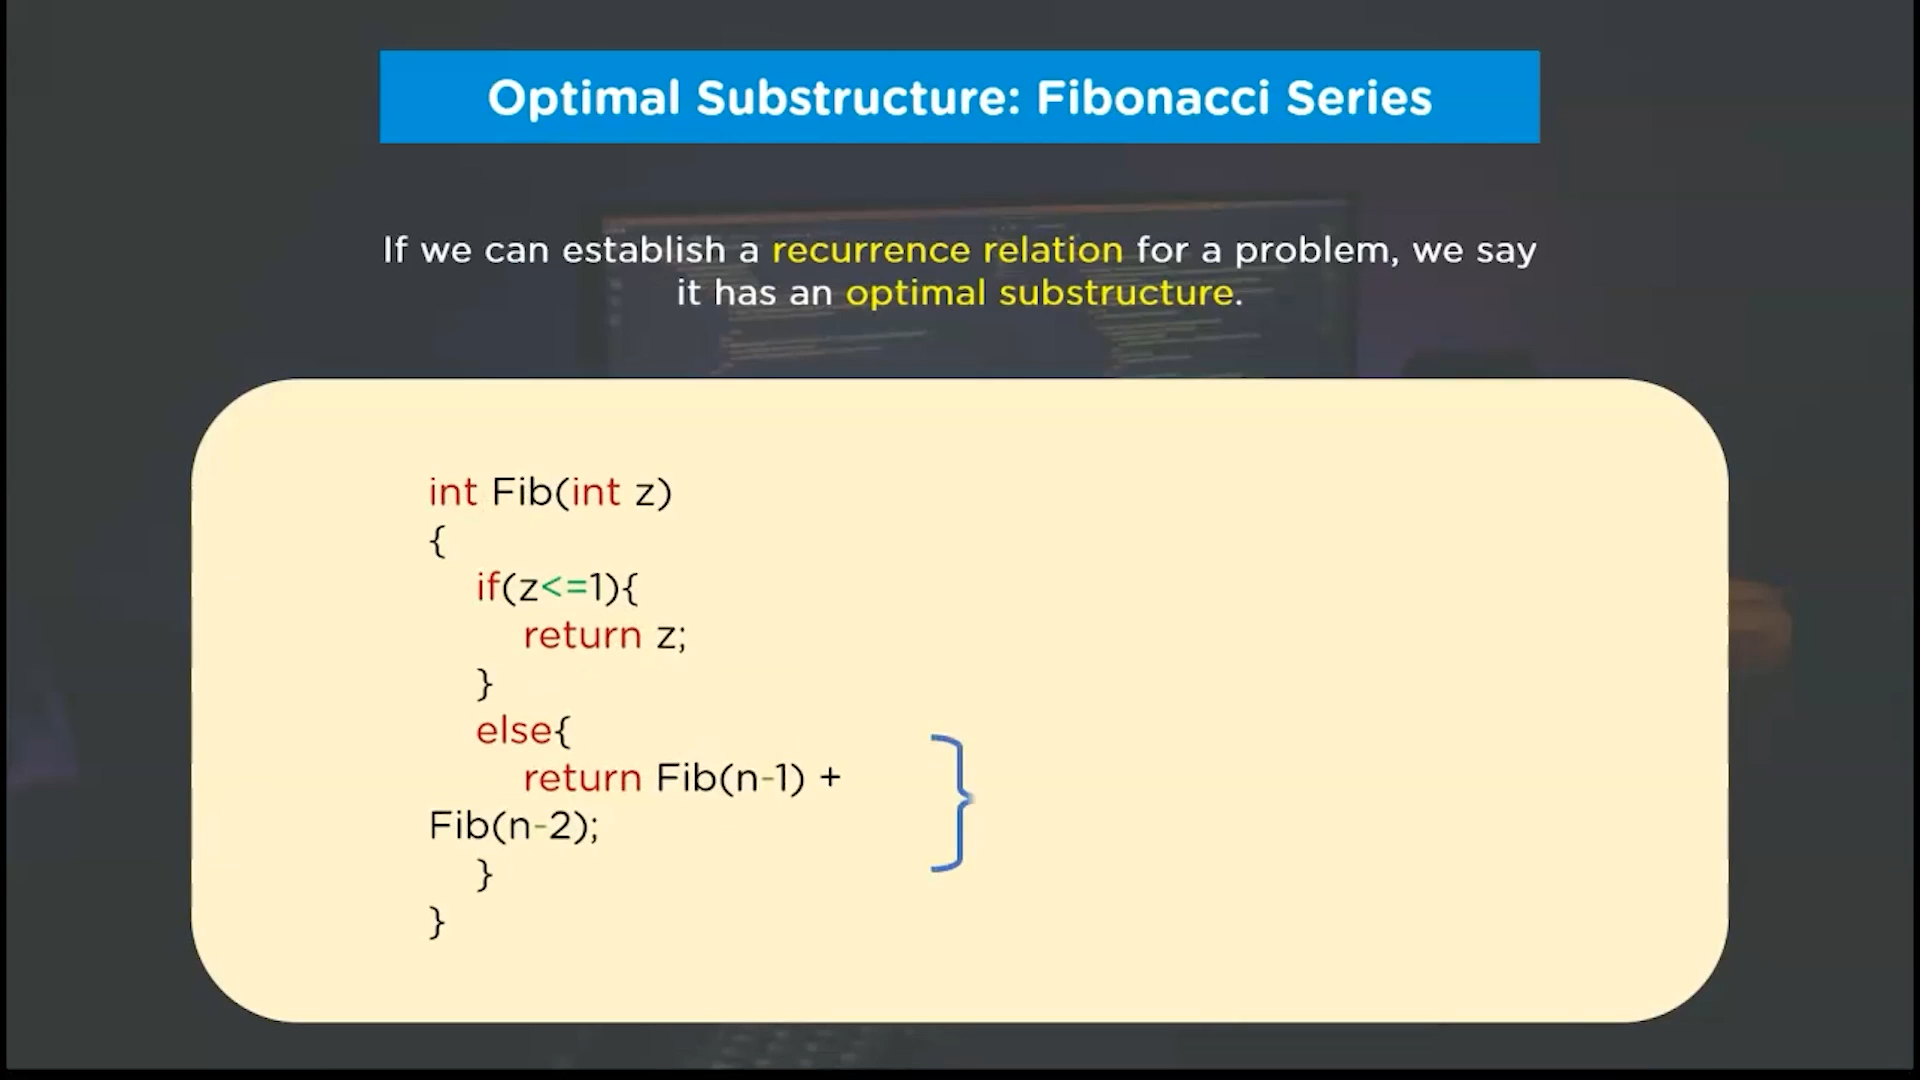 Optimal Substructure: Fibonacci Series
If we can establish a recurrence relation for a problem, we say
it has an optimal substructure.
int Fib(int z)
{
if(z<=1){
return z;
}
else{
return Fib(n-1) +
Fib(n-2);
}
}